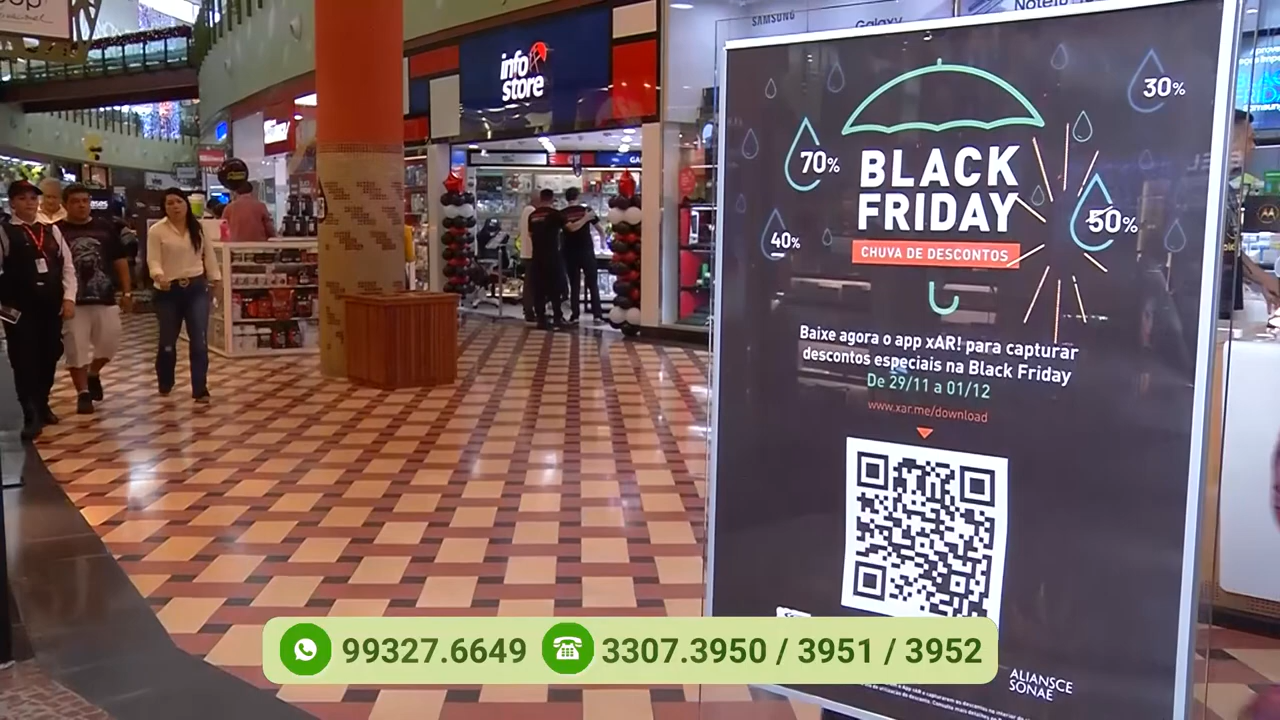 SAMSUNG
Galaxy
info
store
30%
70%
BLACK
FRIDAY
50%
CHUVA DE DESCONTOS
40%
Baixe agora o app xAR! para capturar
descontos especiais na Black Friday
De 29/11 a 01/12
www.xar.me/download
99327.6649 3307.3950 / 3951 / 3952
ALIANSCE
SONAE